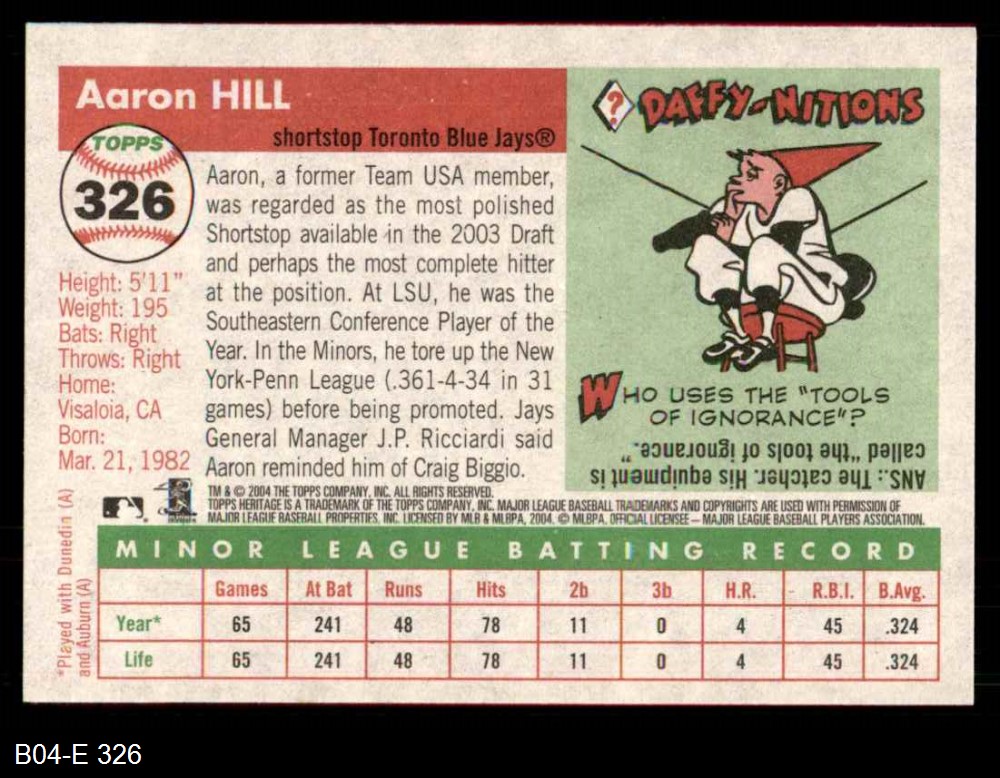 Aaron HILL
shortstop Toronto Blue Jays®
TOPPS
326
Aaron, a former Team USA member,
was regarded as the most polished
Shortstop available in the 2003 Draft
and perhaps the most complete hitter
at the position. At LSU, he was the
Southeastern Conference Player of the
Year. In the Minors, he tore up the New
York-Penn League (.361-4-34 in 31
games) before being promoted. Jays
General Manager J.P. Ricciardi said
Aaron reminded him of Craig Biggio.
Height: 5'11"
Weight: 195
Bats: Right
Throws: Right
Home:
Visaloia, CA
Born:
Mar. 21, 1982
? DAFFY-NITIONS
WHO USES THE "TOOLS
OF IGNORANCE"?
ANS.: The catcher. His equipment is
called "the tools of ignorance."
TM & © 2004 THE TOPPS COMPANY, INC. ALL RIGHTS RESERVED.
TOPPS HERITAGE IS A TRADEMARK OF THE TOPPS COMPANY, INC. MAJOR LEAGUE BASEBALL TRADEMARKS AND COPYRIGHTS ARE USED WITH PERMISSION OF
MAJOR LEAGUE BASEBALL PROPERTIES, INC. LICENSED BY MLB & MLBPA, 2004. © MLBPA, OFFICIAL LICENSEE – MAJOR LEAGUE BASEBALL PLAYERS ASSOCIATION.
MINOR LEAGUE BATTING RECORD
Games At Bat Runs Hits 2b 3b H.R. R.B.I. B.Avg.
Year* 65 241 48 78 11 0 4 45 .324
Life 65 241 48 78 11 0 4 45 .324
*Played with Dunedin (A)
and Auburn (A)
B04-E 326